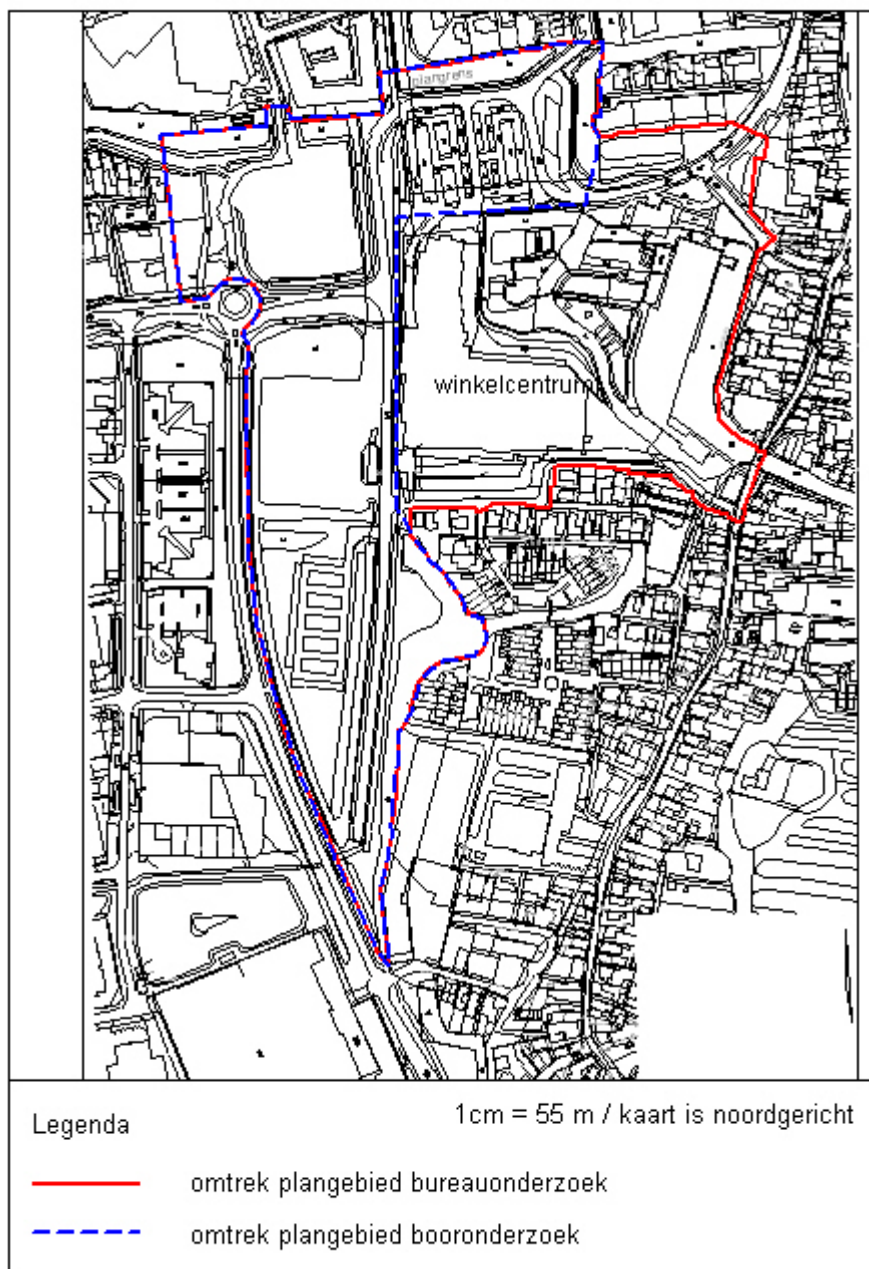 plangrens
winkelcentrum
Legenda
1cm = 55 m / kaart is noordgericht
omtrek plangebied bureauonderzoek
omtrek plangebied booronderzoek